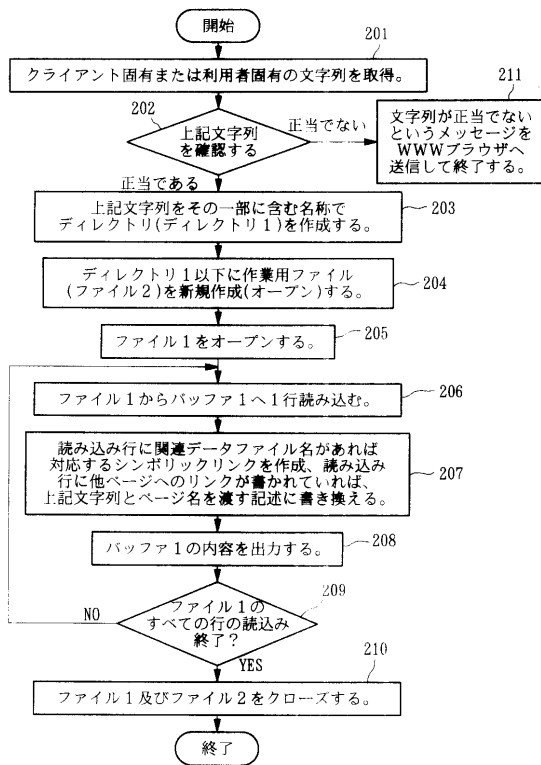 開始
201
クライアント固有または利用者固有の文字列を取得。
202
上記文字列
を確認する
正当でない
211
文字列が正当でない
というメッセージを
WWWブラウザへ
送信して終了する。
正当である
上記文字列をその一部に含む名称で
ディレクトリ(ディレクトリ1)を作成する。
203
ディレクトリ1以下に作業用ファイル
(ファイル2)を新規作成(オープン)する。
204
ファイル1をオープンする。
205
ファイル1からバッファ1へ1行読み込む。
206
読み込み行に関連データファイル名があれば
対応するシンボリックリンクを作成、読み込み
行に他ページへのリンクが書かれていれば、
上記文字列とページ名を渡す記述に書き換える。
207
バッファ1の内容を出力する。
208
ファイル1の
すべての行の読込み
終了?
209
NO
YES
210
ファイル1及びファイル2をクローズする。
終了